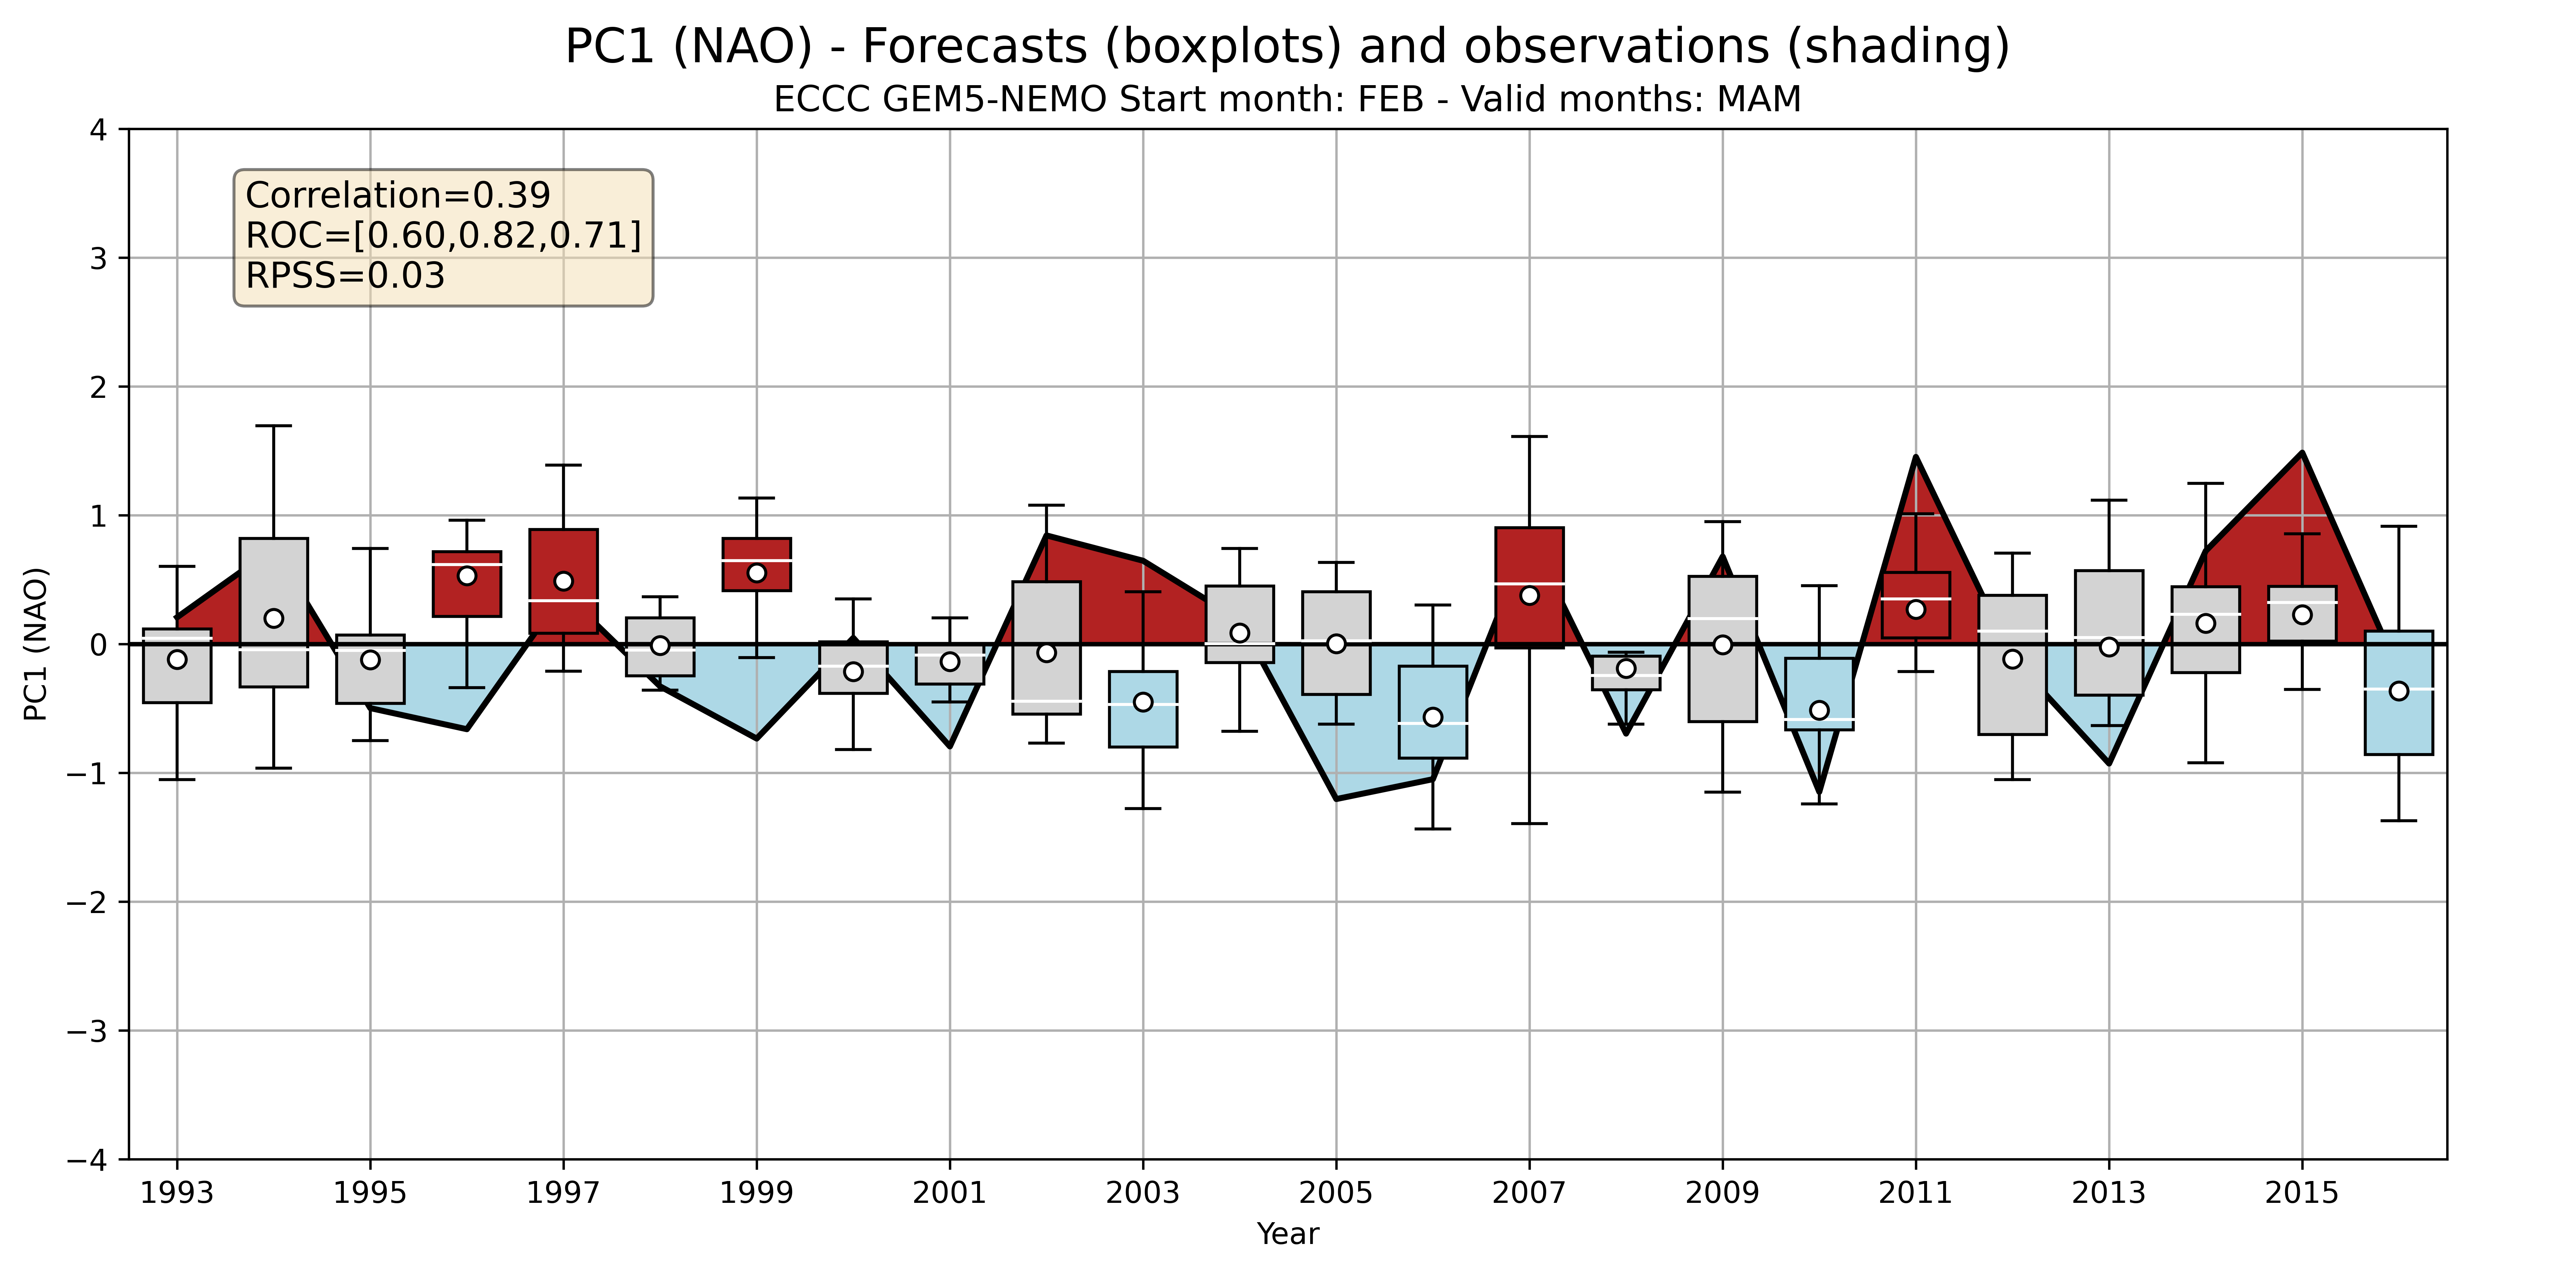 PC1 (NAO) - Forecasts (boxplots) and observations (shading)
ECCC GEM5-NEMO Start month: FEB - Valid months: MAM
Correlation=0.39
ROC=[0.60,0.82,0.71]
RPSS=0.03
PC1 (NAO)
4
3
2
1
0
−1
−2
−3
−4
1993 1995 1997 1999 2001 2003 2005 2007 2009 2011 2013 2015
Year